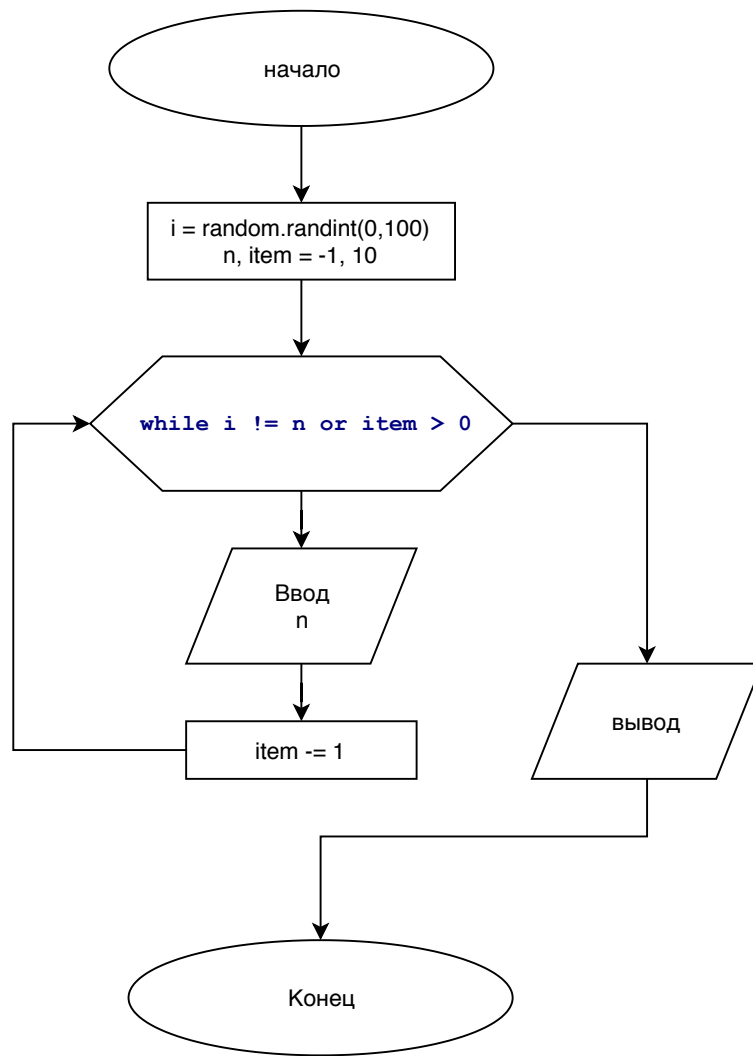 начало
i = random.randint(0,100)
n, item = -1, 10
while i != n or item > 0
Ввод
n
item -= 1
вывод
Конец